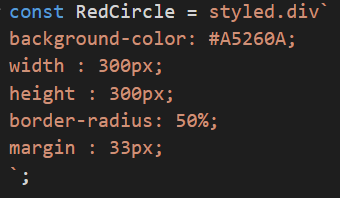 const RedCircle = styled.div`
background-color: #A5260A;
width : 300px;
height : 300px;
border-radius: 50%;
margin : 33px;
`;